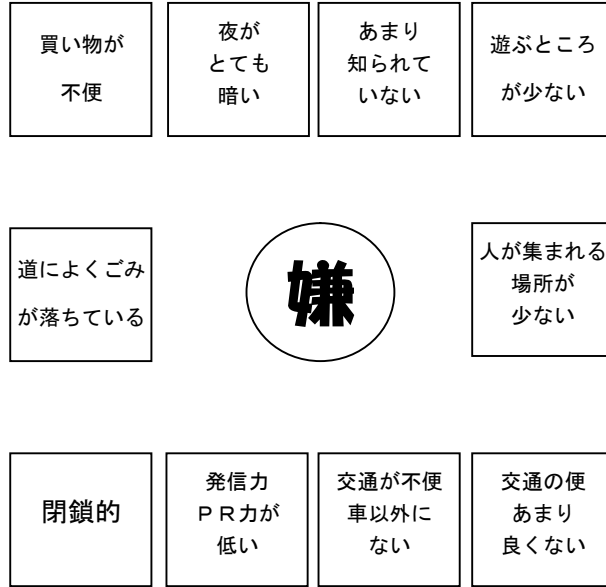 買い物が
不便
夜が
とても
暗い
あまり
知られて
いない
遊ぶところ
が少ない
道によくごみ
が落ちている
嫌
人が集まれる
場所が
少ない
閉鎖的
発信力
ＰＲ力が
低い
交通が不便
車以外に
ない
交通の便
あまり
良くない